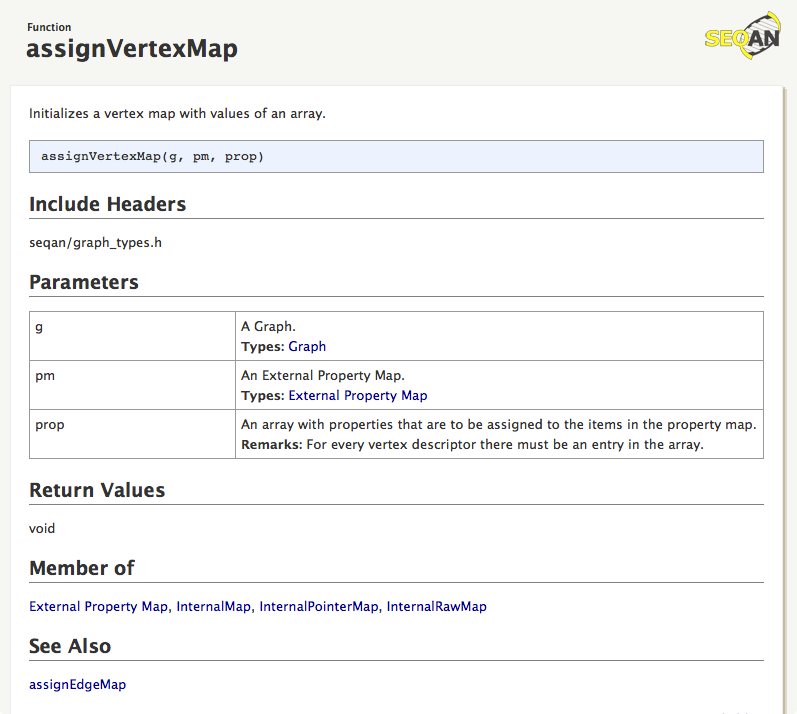 Function
assignVertexMap
SEQAN
Initializes a vertex map with values of an array.
assignVertexMap(g, pm, prop)
Include Headers
seqan/graph_types.h
Parameters
g
A Graph.
Types: Graph
pm
An External Property Map.
Types: External Property Map
prop
An array with properties that are to be assigned to the items in the property map.
Remarks: For every vertex descriptor there must be an entry in the array.
Return Values
void
Member of
External Property Map, InternalMap, InternalPointerMap, InternalRawMap
See Also
assignEdgeMap